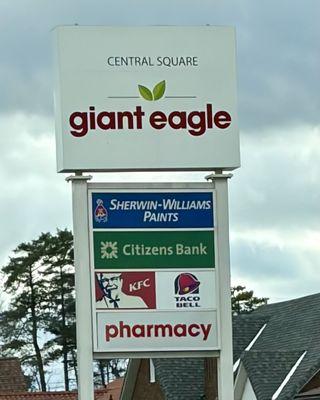 CENTRAL SQUARE
giant eagle
SHERWIN-WILLIAMS
PAINTS
Citizens Bank
KFC
TACO
BELL
pharmacy